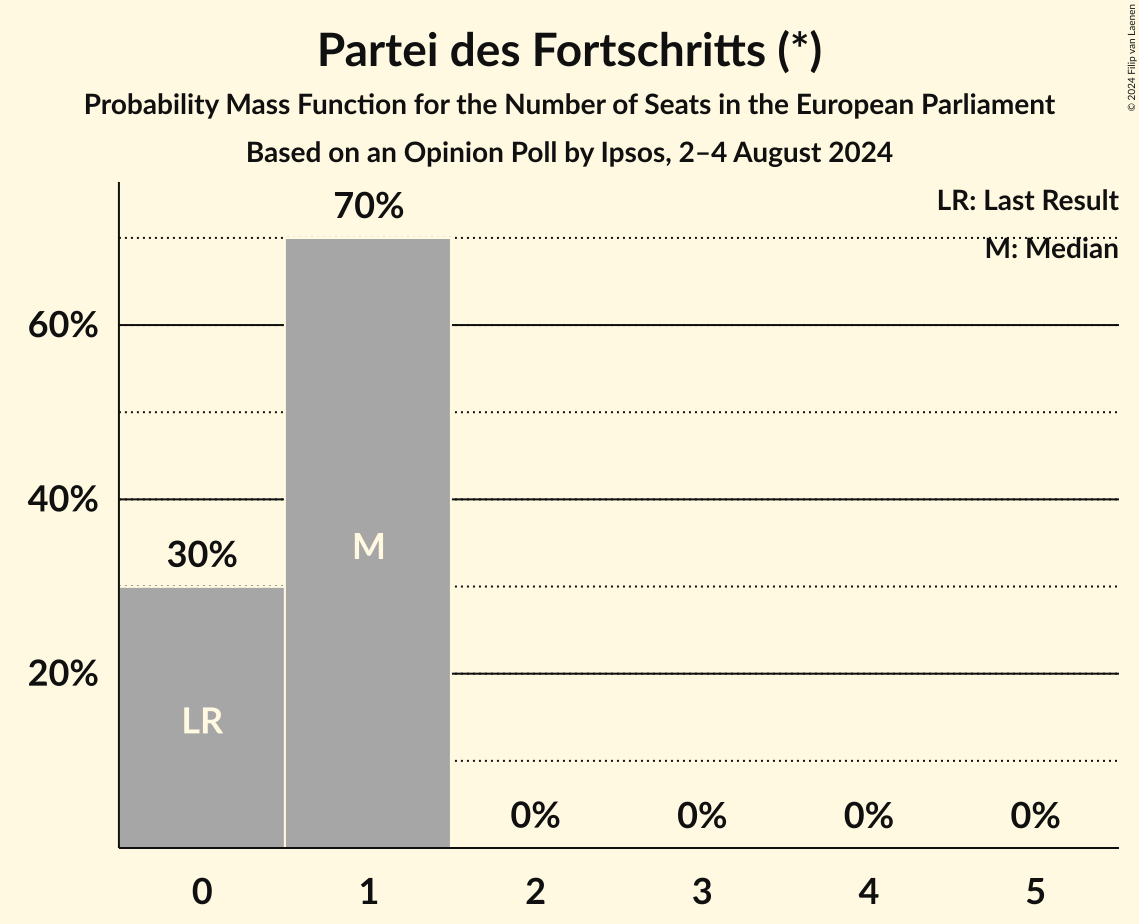 Partei des Fortschritts (*)
Probability Mass Function for the Number of Seats in the European Parliament
Based on an Opinion Poll by Ipsos, 2–4 August 2024
© 2024 Filip van Laenen
LR: Last Result
M: Median
70%
60%
40%
30%
20%
M
LR
0%
0%
0%
0%
0
1
2
3
4
5